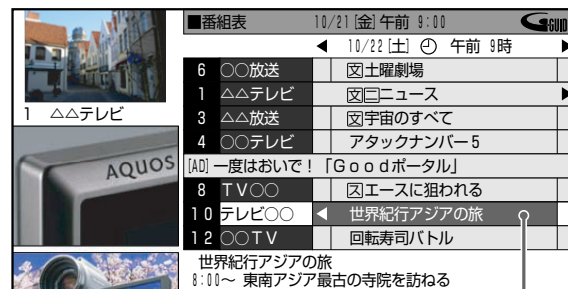 ■番組表 10/21[金]午前 9:00 GGUID
◀ 10/22[土] 午前 9時 ▶
6 ○○放送 文土曜劇場
1 △△テレビ 文二ニュース
3 △△放送 文宇宙のすべて
4 ○○テレビ アタックナンバー5
[AD]一度はおいで!「Goodポータル」
8 TV○○ スエースに狙われる
10 テレビ○○ ◀ 世界紀行アジアの旅
12 ○○TV 回転寿司バトル
世界紀行アジアの旅
8:00~ 東南アジア最古の寺院を訪ねる
1 △△テレビ
AQUOS